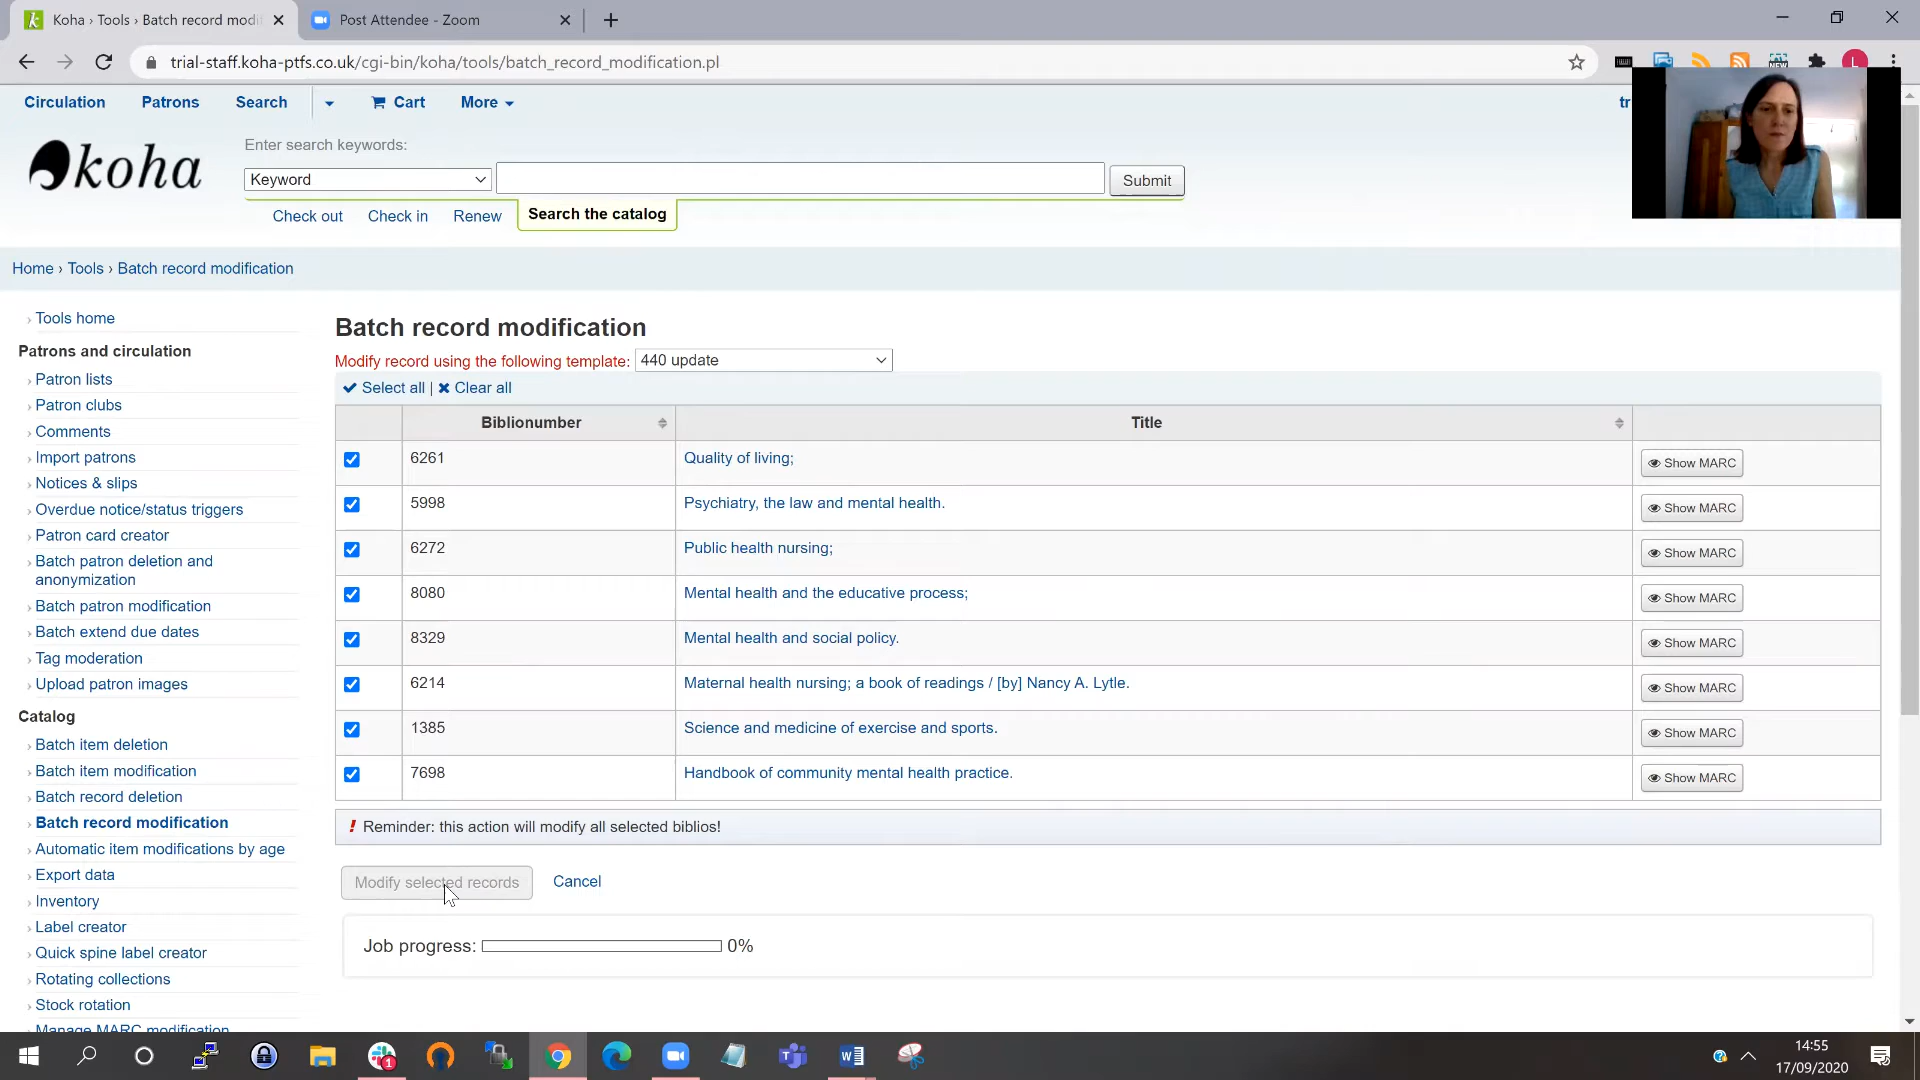 Koha › Tools › Batch record modi
Post Attendee - Zoom
trial-staff.koha-ptfs.co.uk/cgi-bin/koha/tools/batch_record_modification.pl
NEW
L
Circulation Patrons Search Cart More
tr
koha
Enter search keywords:
Keyword
Submit
Check out Check in Renew Search the catalog
Home › Tools › Batch record modification
Tools home
Patrons and circulation
Patron lists
Patron clubs
Comments
Import patrons
Notices & slips
Overdue notice/status triggers
Patron card creator
Batch patron deletion and
anonymization
Batch patron modification
Batch extend due dates
Tag moderation
Upload patron images
Catalog
Batch item deletion
Batch item modification
Batch record deletion
Batch record modification
Automatic item modifications by age
Export data
Inventory
Label creator
Quick spine label creator
Rotating collections
Stock rotation
Manage MARC modification
Batch record modification
Modify record using the following template: 440 update
Select all | Clear all
Biblionumber Title
6261 Quality of living; Show MARC
5998 Psychiatry, the law and mental health. Show MARC
6272 Public health nursing; Show MARC
8080 Mental health and the educative process; Show MARC
8329 Mental health and social policy. Show MARC
6214 Maternal health nursing; a book of readings / [by] Nancy A. Lytle. Show MARC
1385 Science and medicine of exercise and sports. Show MARC
7698 Handbook of community mental health practice. Show MARC
! Reminder: this action will modify all selected biblios!
Modify selected records Cancel
Job progress: 0%
1
14:55
17/09/2020